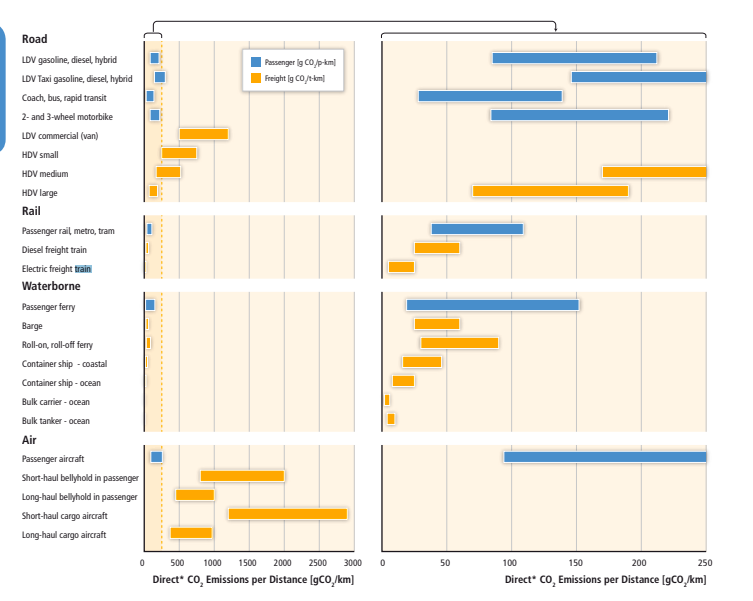 Road
LDV gasoline, diesel, hybrid
LDV Taxi gasoline, diesel, hybrid
Coach, bus, rapid transit
2- and 3-wheel motorbike
LDV commercial (van)
HDV small
HDV medium
HDV large
Passenger [g CO2/p-km]
Freight [g CO2/t-km]
Rail
Passenger rail, metro, tram
Diesel freight train
Electric freight train
Waterborne
Passenger ferry
Barge
Roll-on, roll-off ferry
Container ship - coastal
Container ship - ocean
Bulk carrier - ocean
Bulk tanker - ocean
Air
Passenger aircraft
Short-haul bellyhold in passenger
Long-haul bellyhold in passenger
Short-haul cargo aircraft
Long-haul cargo aircraft
0 500 1000 1500 2000 2500 3000
Direct* CO2 Emissions per Distance [gCO2/km]
0 50 100 150 200 250
Direct* CO2 Emissions per Distance [gCO2/km]